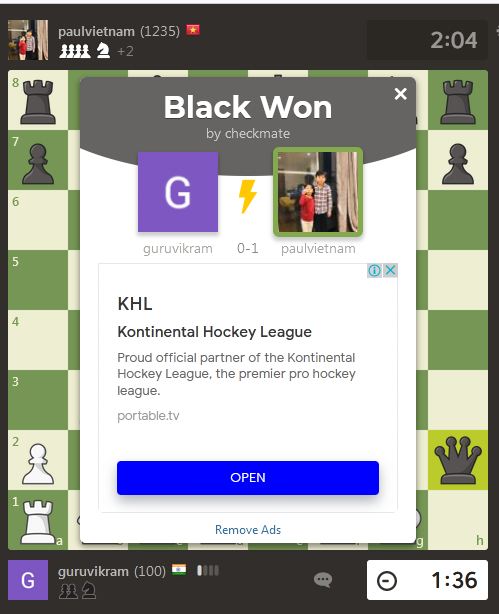 paulvietnam (1235)
+2
2:04
8
Black Won
by checkmate
7
G
6
guruvikram 0-1 paulvietnam
5
KHL
Kontinental Hockey League
Proud official partner of the Kontinental
Hockey League, the premier pro hockey
league.
portable.tv
4
3
2
OPEN
1
a
g
h
Remove Ads
G
guruvikram (100)
1:36